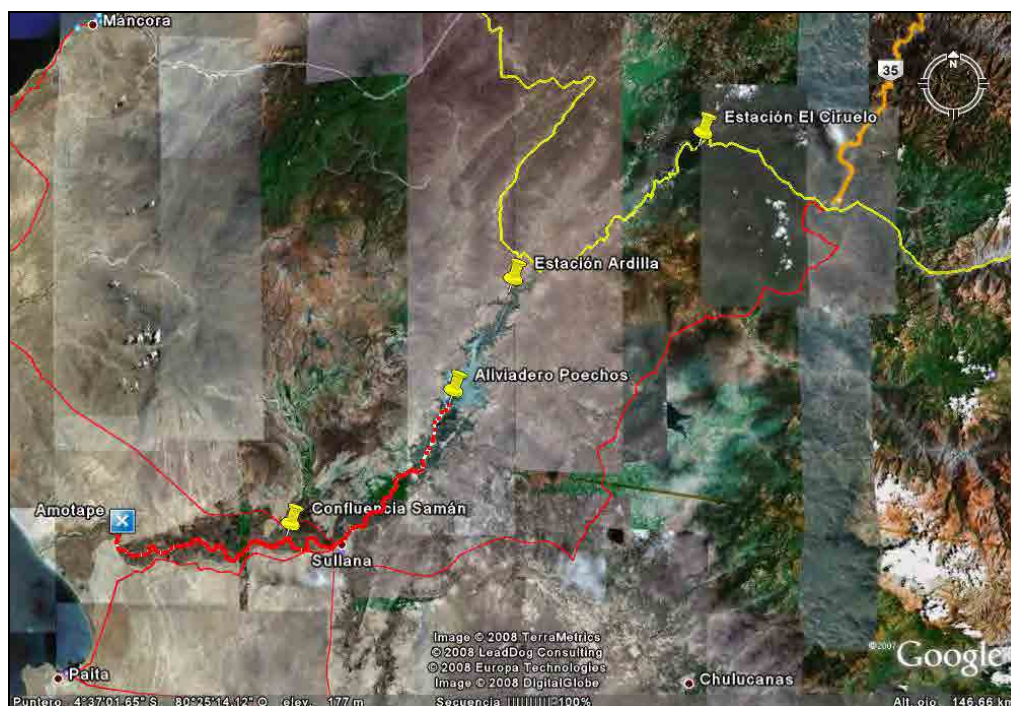 Máncora
35
N
Estación El Ciruelo
Estación Ardilla
Aliviadero Poechos
Amotape
Confluencia Samán
Sullana
Image © 2008 TerraMetrics
© 2008 LeadDog Consulting
© 2008 Europa Technologies
Image © 2008 DigitalGlobe
©2007 Google
Paita
Chulucanas
Puntero 4°37'01.65" S 80°25'14.12" O elev. 177 m Secuencia ||||||||| 100% Alt. ojo 146.66 km